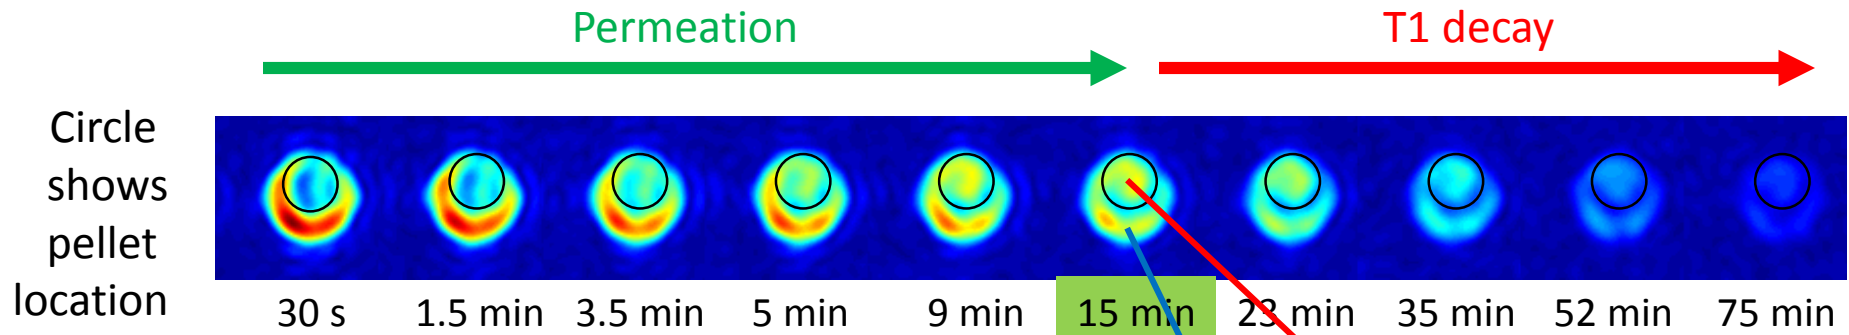 Permeation
T1 decay
Circle
shows
pellet
location
30 s 1.5 min 3.5 min 5 min 9 min 15 min 23 min 35 min 52 min 75 min